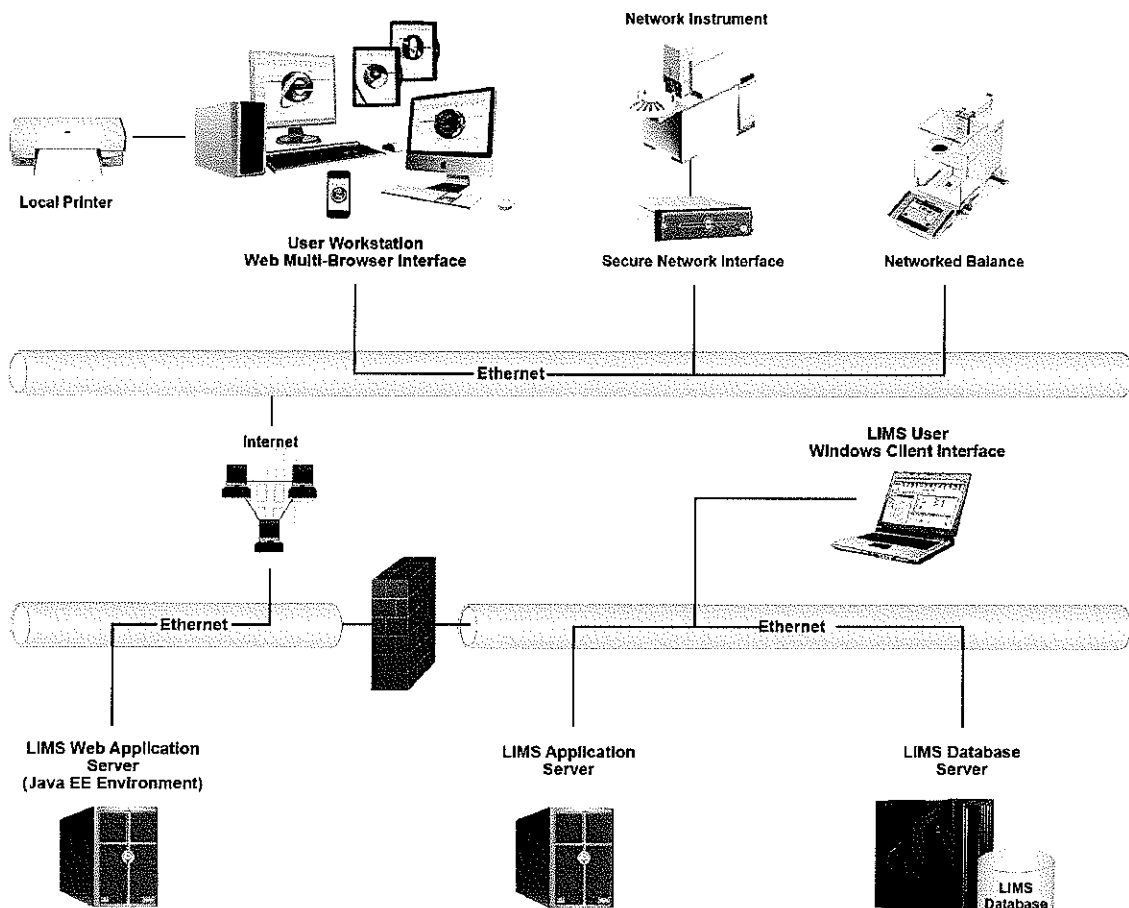 Network Instrument
Local Printer
User Workstation
Web Multi-Browser Interface
Secure Network Interface
Networked Balance
Ethernet
Internet
LIMS User
Windows Client Interface
Ethernet
Ethernet
LIMS Web Application
Server
(Java EE Environment)
LIMS Application
Server
LIMS Database
Server
LIMS
Database